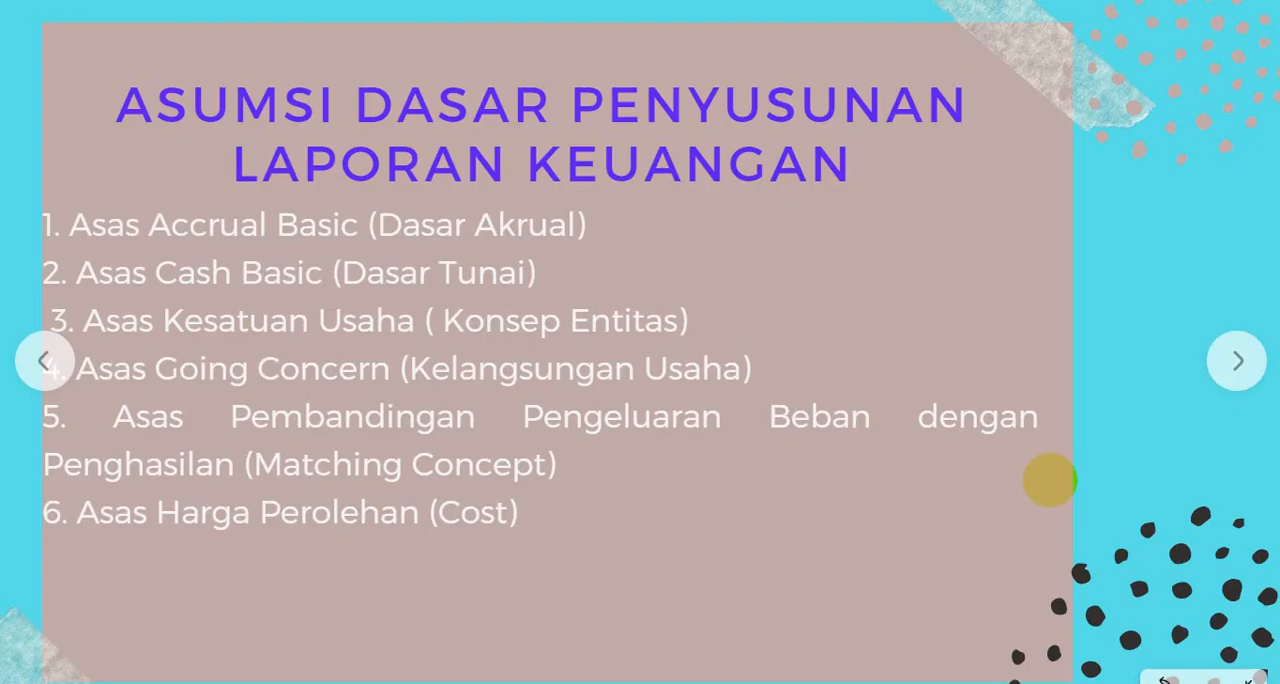 ASUMSI DASAR PENYUSUNAN
LAPORAN KEUANGAN
1. Asas Accrual Basic (Dasar Akrual)
2. Asas Cash Basic (Dasar Tunai)
3. Asas Kesatuan Usaha ( Konsep Entitas)
4. Asas Going Concern (Kelangsungan Usaha)
5. Asas Pembandingan Pengeluaran Beban dengan
Penghasilan (Matching Concept)
6. Asas Harga Perolehan (Cost)